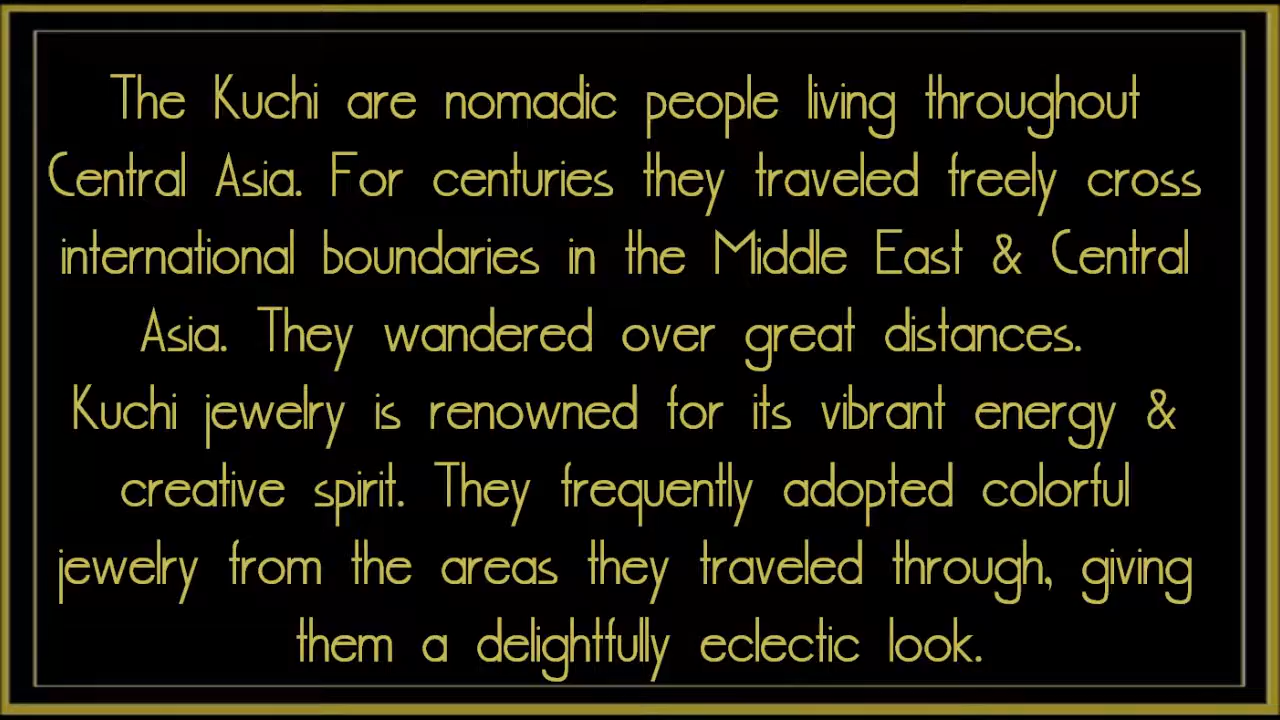 The Kuchi are nomadic people living throughout
Central Asia. For centuries they traveled freely cross
international boundaries in the Middle East & Central
Asia. They wandered over great distances.
Kuchi jewelry is renowned for its vibrant energy &
creative spirit. They frequently adopted colorful
jewelry from the areas they traveled through, giving
them a delightfully eclectic look.